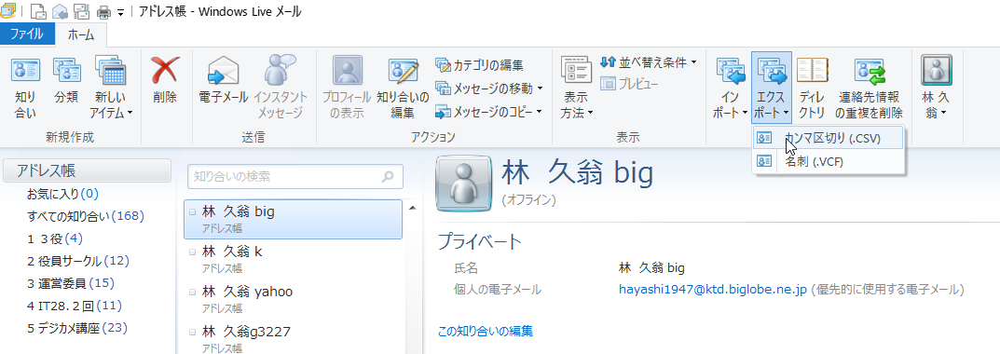 アドレス帳 - Windows Live メール
ファイル ホーム
知り合い 分類 新しいアイテム 削除 電子メール インスタントメッセージ プロフィールの表示 知り合いの編集 カテゴリの編集 メッセージの移動 メッセージのコピー 表示方法 並べ替え条件 プレビュー インポート エクスポート ディレクトリ 連絡先情報の重複を削除 林 久翁
新規作成 送信 アクション 表示
カンマ区切り (.CSV)
名刺 (.VCF)
アドレス帳
お気に入り (0)
すべての知り合い (168)
1 3役 (4)
2 役員サークル (12)
3 運営委員 (15)
4 IT28.2回 (11)
5 デジカメ講座 (23)
知り合いの検索
林 久翁 big
アドレス帳
林 久翁 k
アドレス帳
林 久翁 yahoo
アドレス帳
林 久翁g3227
アドレス帳
林 久翁 big
(オフライン)
プライベート
氏名 林 久翁 big
個人の電子メール hayashi1947@ktd.biglobe.ne.jp (優先的に使用する電子メール)
この知り合いの編集